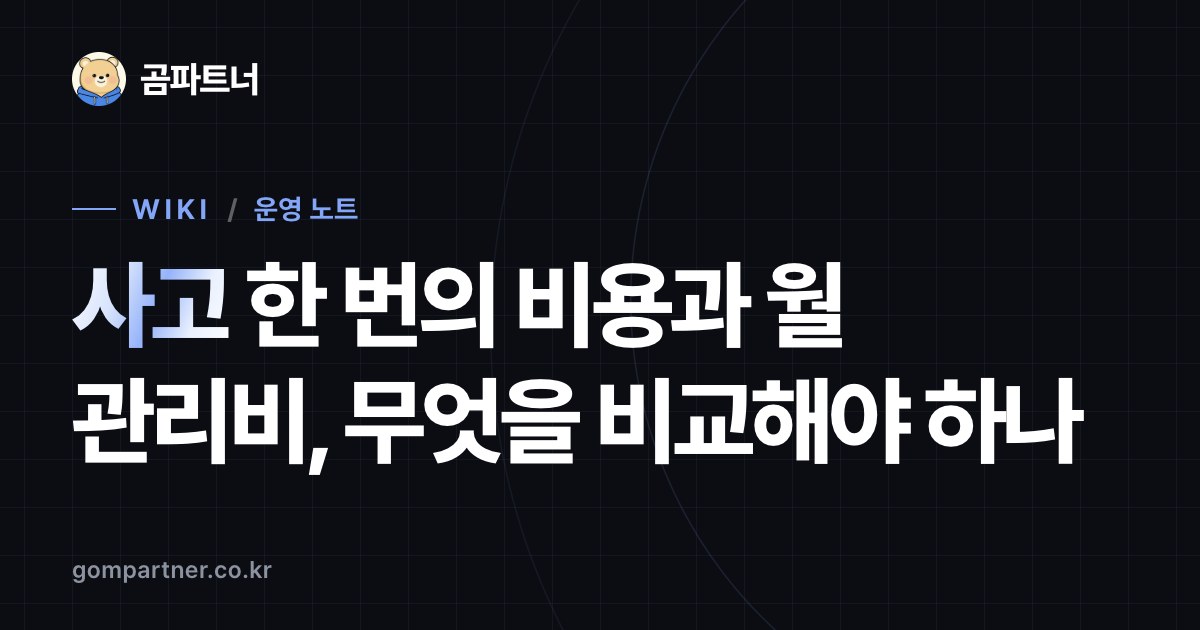 곰파트너
WIKI / 운영 노트
사고 한 번의 비용과 월
관리비, 무엇을 비교해야 하나
gompartner.co.kr